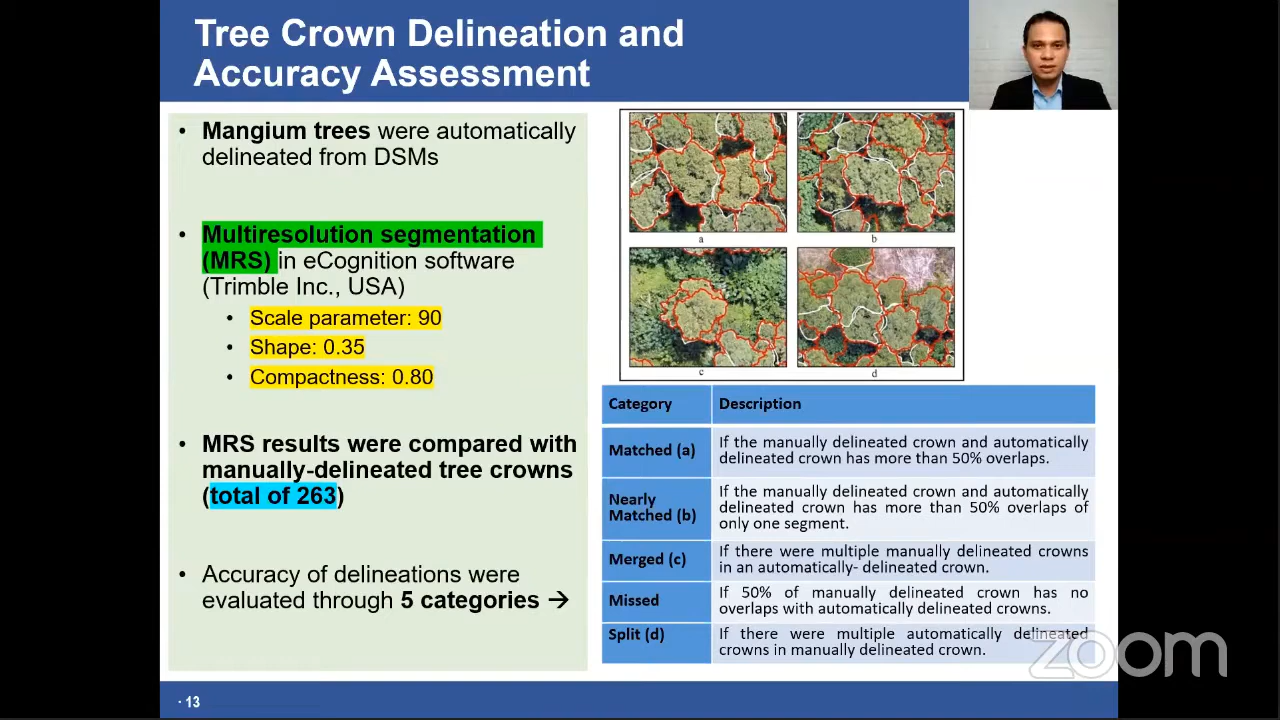 Tree Crown Delineation and
Accuracy Assessment
• Mangium trees were automatically
delineated from DSMs
• Multiresolution segmentation
(MRS) in eCognition software
(Trimble Inc., USA)
• Scale parameter: 90
• Shape: 0.35
• Compactness: 0.80
• MRS results were compared with
manually-delineated tree crowns
(total of 263)
• Accuracy of delineations were
evaluated through 5 categories →
a
b
c
d
Category
Description
Matched (a)
If the manually delineated crown and automatically
delineated crown has more than 50% overlaps.
Nearly
Matched (b)
If the manually delineated crown and automatically
delineated crown has more than 50% overlaps of
only one segment.
Merged (c)
If there were multiple manually delineated crowns
in an automatically- delineated crown.
Missed
If 50% of manually delineated crown has no
overlaps with automatically delineated crowns.
Split (d)
If there were multiple automatically delineated
crowns in manually delineated crown.
zoom
· 13